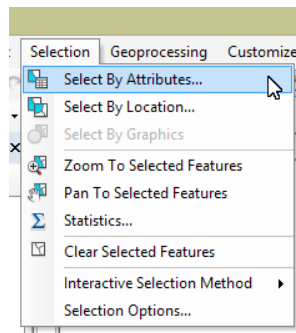 Selection Geoprocessing Customize
Select By Attributes...
Select By Location...
Select By Graphics
Zoom To Selected Features
Pan To Selected Features
Statistics...
Clear Selected Features
Interactive Selection Method
Selection Options...